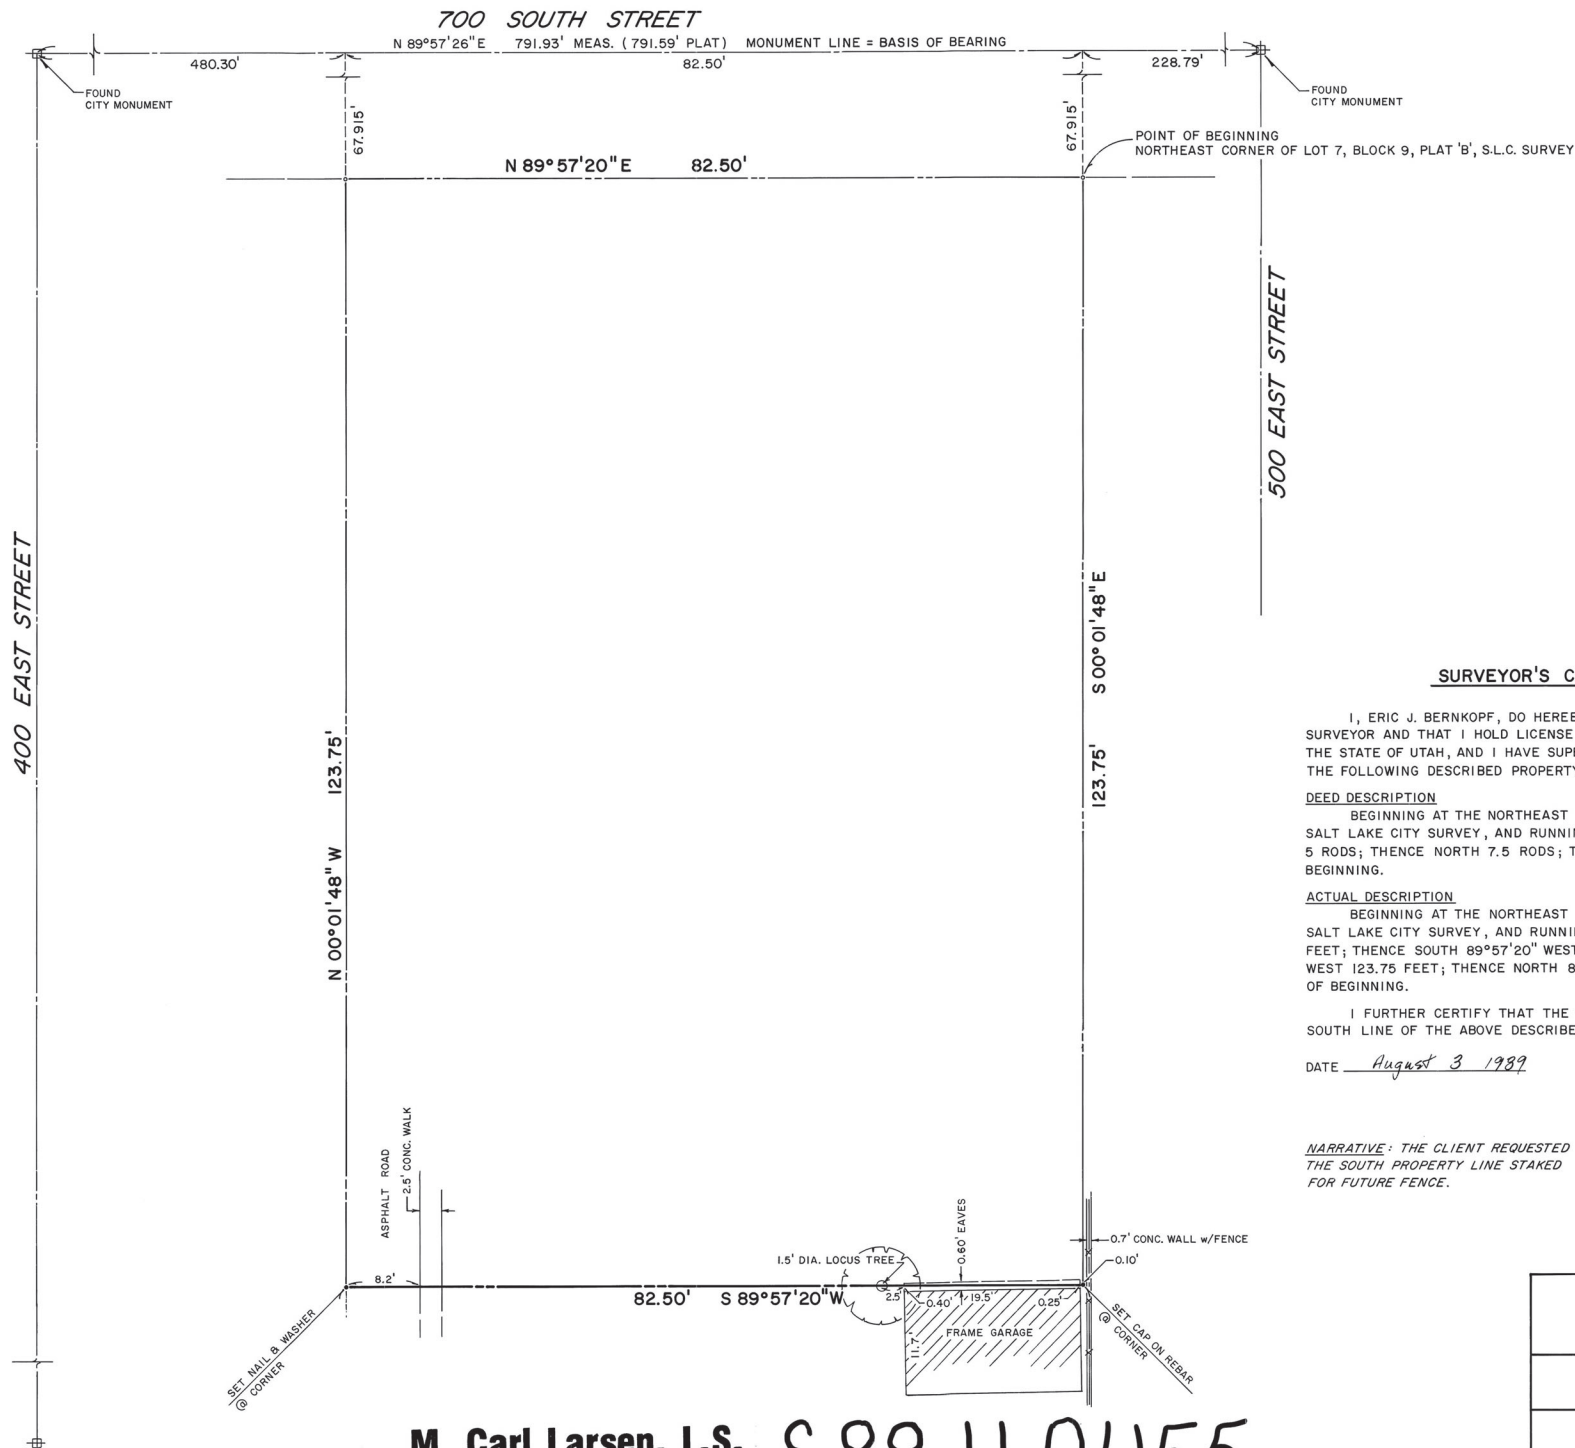 700 SOUTH STREET
N 89°57'26"E 791.93' MEAS. (791.59' PLAT) MONUMENT LINE = BASIS OF BEARING
480.30'
82.50'
228.79'
FOUND
CITY MONUMENT
FOUND
CITY MONUMENT
67.915'
67.915'
POINT OF BEGINNING
NORTHEAST CORNER OF LOT 7, BLOCK 9, PLAT 'B', S.L.C. SURVEY
N 89°57'20"E 82.50'
500 EAST STREET
400 EAST STREET
N 00°01'48"W 123.75'
123.75' S 00°01'48"E
SURVEYOR'S C
I, ERIC J. BERNKOPF, DO HEREB
SURVEYOR AND THAT I HOLD LICENSE
THE STATE OF UTAH, AND I HAVE SUP
THE FOLLOWING DESCRIBED PROPERTY
DEED DESCRIPTION
BEGINNING AT THE NORTHEAST
SALT LAKE CITY SURVEY, AND RUNNI
5 RODS; THENCE NORTH 7.5 RODS; T
BEGINNING.
ACTUAL DESCRIPTION
BEGINNING AT THE NORTHEAST
SALT LAKE CITY SURVEY, AND RUNNI
FEET; THENCE SOUTH 89°57'20" WEST
WEST 123.75 FEET; THENCE NORTH 8
OF BEGINNING.
I FURTHER CERTIFY THAT THE
SOUTH LINE OF THE ABOVE DESCRIBE
DATE August 3 1989
NARRATIVE: THE CLIENT REQUESTED
THE SOUTH PROPERTY LINE STAKED
FOR FUTURE FENCE.
ASPHALT ROAD
2.5' CONC. WALK
8.2'
82.50' S 89°57'20"W
1.5' DIA. LOCUS TREE
0.60' EAVES
0.7' CONC. WALL w/FENCE
0.10'
2.5'
0.40'
19.5'
0.25'
11.7'
FRAME GARAGE
SET NAIL & WASHER
@ CORNER
SET CAP ON REBAR
@ CORNER
M. Carl Larsen, L.S.